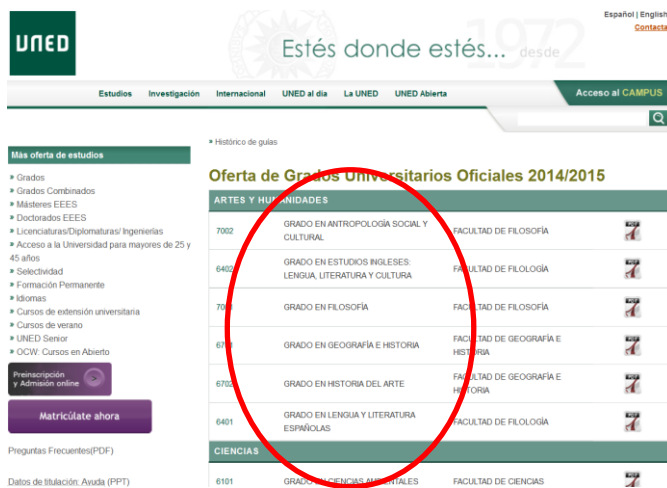 Español | English
Contacta
UNED
Estés donde estés... desde 1972
Estudios Investigación Internacional UNED al día La UNED UNED Abierta
Acceso al CAMPUS
» Histórico de guías
Más oferta de estudios
» Grados
» Grados Combinados
» Másteres EEES
» Doctorados EEES
» Licenciaturas/Diplomaturas/ Ingenierías
» Acceso a la Universidad para mayores de 25 y
45 años
» Selectividad
» Formación Permanente
» Idiomas
» Cursos de extensión universitaria
» Cursos de verano
» UNED Senior
» OCW: Cursos en Abierto
Preinscripción
y Admisión online
Matricúlate ahora
Preguntas Frecuentes(PDF)
Datos de titulación: Ayuda (PPT)
Oferta de Grados Universitarios Oficiales 2014/2015
ARTES Y HUMANIDADES
7002 GRADO EN ANTROPOLOGÍA SOCIAL Y
CULTURAL FACULTAD DE FILOSOFÍA
6402 GRADO EN ESTUDIOS INGLESES:
LENGUA, LITERATURA Y CULTURA FACULTAD DE FILOLOGÍA
GRADO EN FILOSOFÍA FACULTAD DE FILOSOFÍA
GRADO EN GEOGRAFÍA E HISTORIA FACULTAD DE GEOGRAFÍA E
HISTORIA
6702 GRADO EN HISTORIA DEL ARTE FACULTAD DE GEOGRAFÍA E
HISTORIA
6401 GRADO EN LENGUA Y LITERATURA
ESPAÑOLAS FACULTAD DE FILOLOGÍA
CIENCIAS
6101 GRADO EN CIENCIAS AMBIENTALES FACULTAD DE CIENCIAS